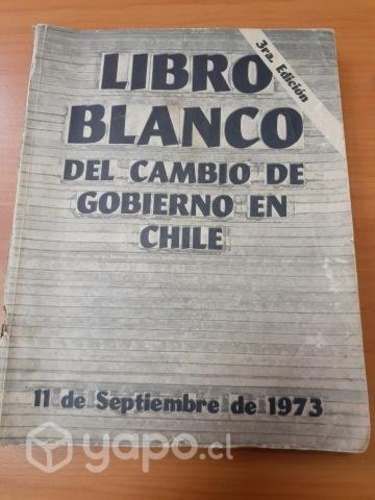 3ra. Edición
LIBRO
BLANCO
DEL CAMBIO DE
GOBIERNO EN
CHILE
11 de Septiembre de 1973
yapo.cl